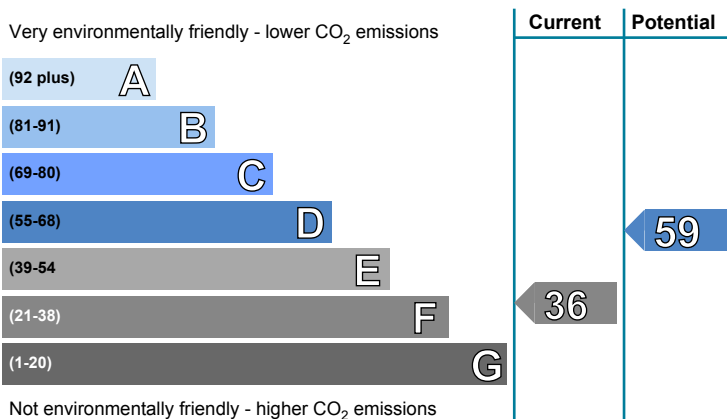 Current Potential
Very environmentally friendly - lower CO2 emissions
(92 plus) A
(81-91) B
(69-80) C
(55-68) D
59
(39-54 E
(21-38) F
36
(1-20) G
Not environmentally friendly - higher CO2 emissions